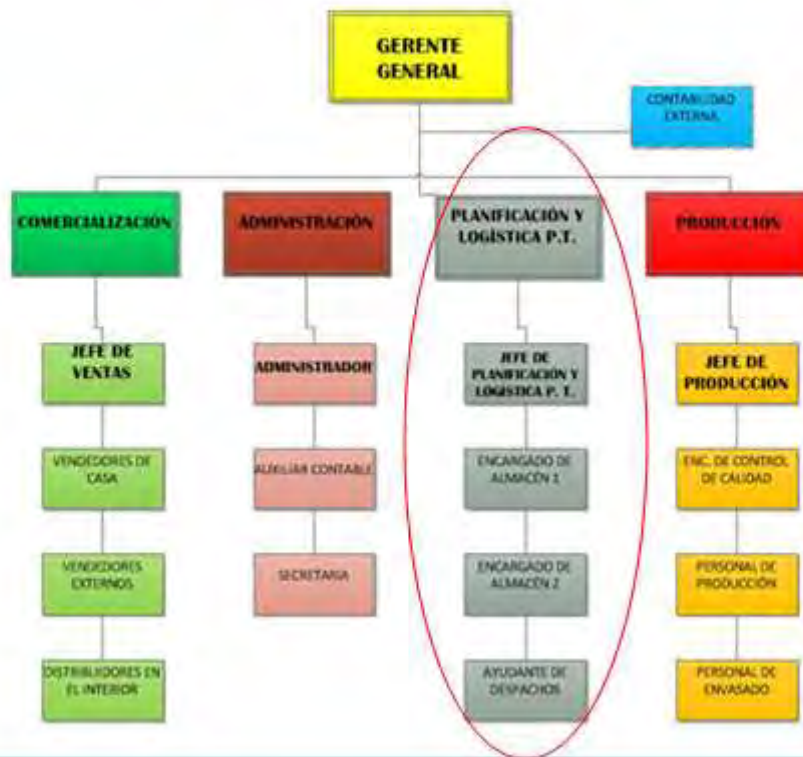 GERENTE
GENERAL
CONTABILIDAD
EXTERNA
COMERCIALIZACIÓN
ADMINISTRACIÓN
PLANIFICACIÓN Y
LOGÍSTICA P.T.
PRODUCCIÓN
JEFE DE
VENTAS
ADMINISTRADOR
JEFE DE
PLANIFICACIÓN Y
LOGÍSTICA P. T.
JEFE DE
PRODUCCIÓN
VENDEDORES DE
CASA
AUXILIAR CONTABLE
ENCARGADO DE
ALMACÉN 1
ENC. DE CONTROL
DE CALIDAD
VENDEDORES
EXTERNOS
SECRETARIA
ENCARGADO DE
ALMACÉN 2
PERSONAL DE
PRODUCCIÓN
DISTRIBUIDORES EN
EL INTERIOR
AYUDANTE DE
DESPACHOS
PERSONAL DE
ENVASADO